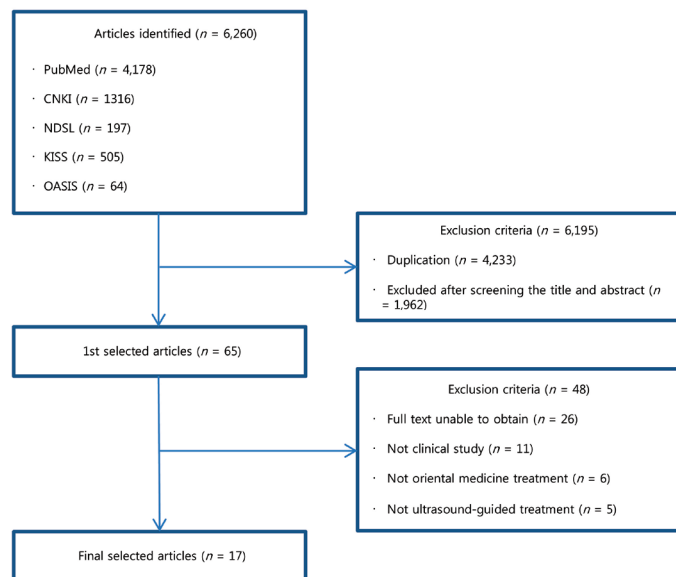 Articles identified (n = 6,260)
· PubMed (n = 4,178)
· CNKI (n = 1316)
· NDSL (n = 197)
· KISS (n = 505)
· OASIS (n = 64)
Exclusion criteria (n = 6,195)
· Duplication (n = 4,233)
· Excluded after screening the title and abstract (n
= 1,962)
1st selected articles (n = 65)
Exclusion criteria (n = 48)
· Full text unable to obtain (n = 26)
· Not clinical study (n = 11)
· Not oriental medicine treatment (n = 6)
· Not ultrasound-guided treatment (n = 5)
Final selected articles (n = 17)